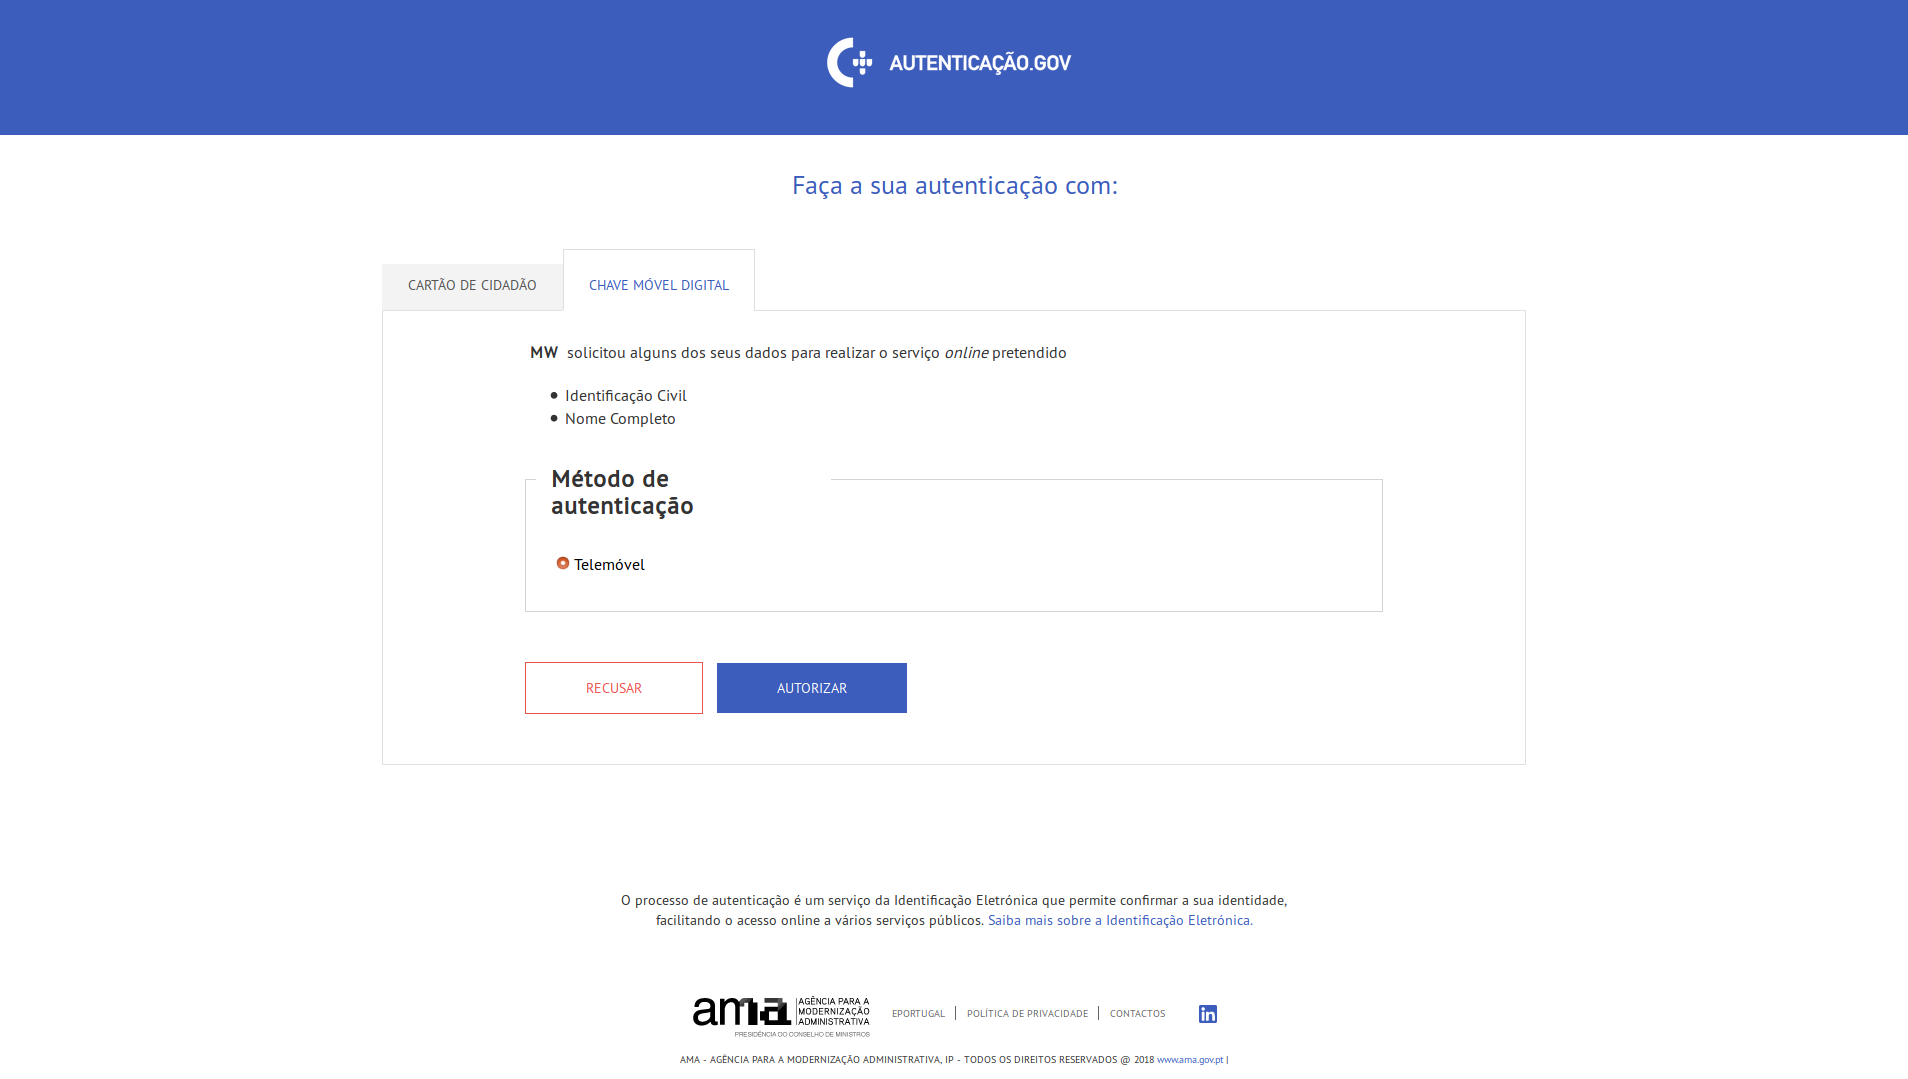 AUTENTICAÇÃO.GOV
Faça a sua autenticação com:
CARTÃO DE CIDADÃO
CHAVE MÓVEL DIGITAL
MW solicitou alguns dos seus dados para realizar o serviço online pretendido
Identificação Civil
Nome Completo
Método de
autenticação
Telemóvel
RECUSAR
AUTORIZAR
O processo de autenticação é um serviço da Identificação Eletrónica que permite confirmar a sua identidade,
facilitando o acesso online a vários serviços públicos. Saiba mais sobre a Identificação Eletrónica.
ama
AGÊNCIA PARA A
MODERNIZAÇÃO
ADMINISTRATIVA
PRESIDÊNCIA DO CONSELHO DE MINISTROS
EPORTUGAL
POLÍTICA DE PRIVACIDADE
CONTACTOS
in
AMA - AGÊNCIA PARA A MODERNIZAÇÃO ADMINISTRATIVA, IP - TODOS OS DIREITOS RESERVADOS @ 2018 www.ama.gov.pt |